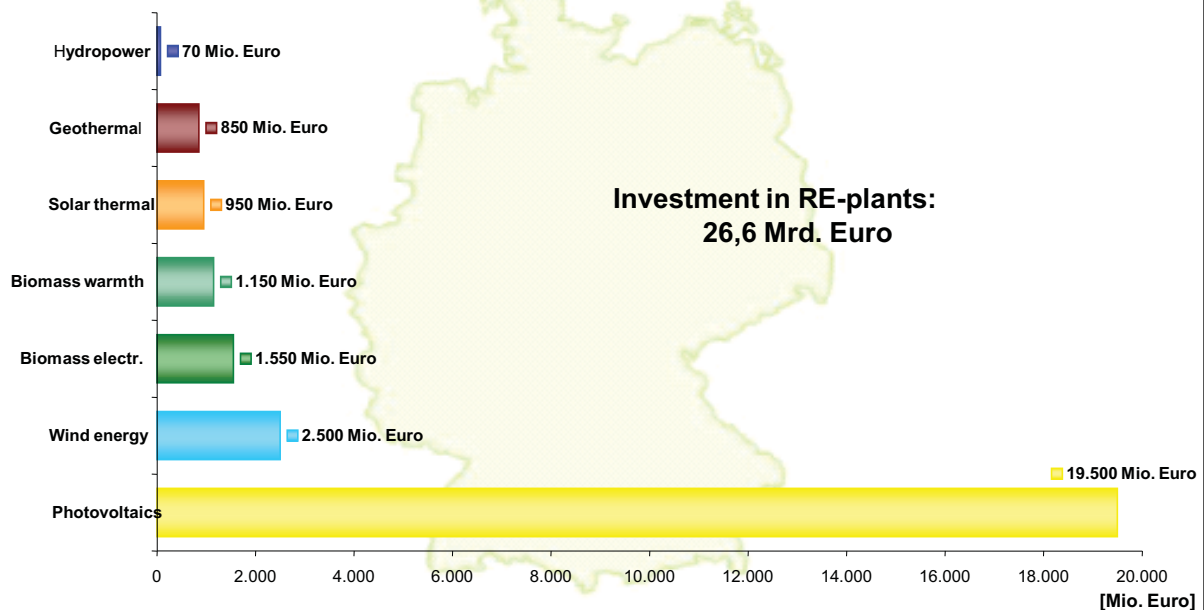 Hydropower
70 Mio. Euro
Geothermal
850 Mio. Euro
Solar thermal
950 Mio. Euro
Investment in RE-plants:
26,6 Mrd. Euro
Biomass warmth
1.150 Mio. Euro
Biomass electr.
1.550 Mio. Euro
Wind energy
2.500 Mio. Euro
19.500 Mio. Euro
Photovoltaics
0 2.000 4.000 6.000 8.000 10.000 12.000 14.000 16.000 18.000 20.000
[Mio. Euro]